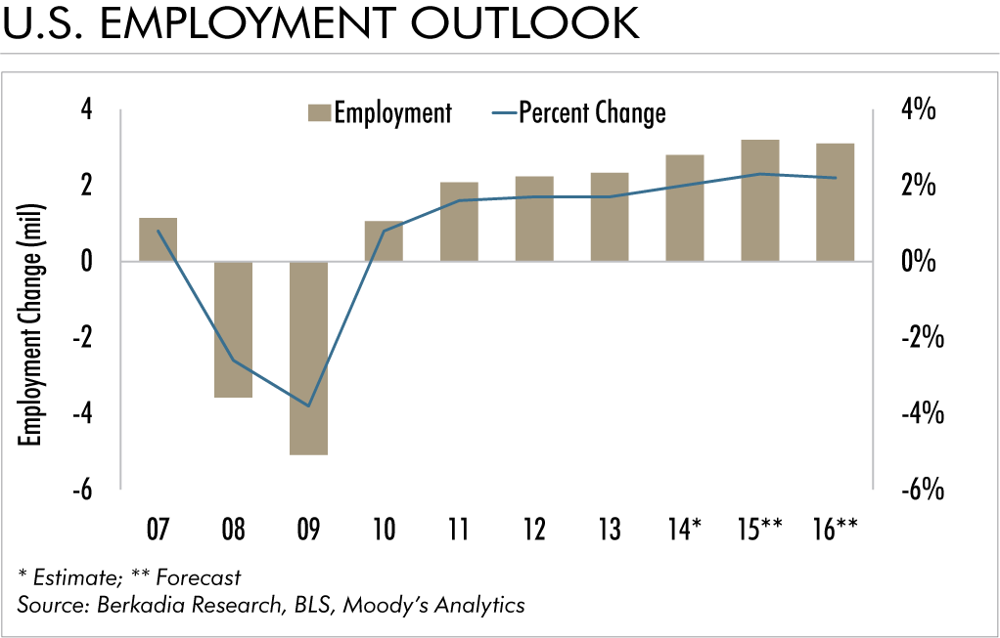 U.S. EMPLOYMENT OUTLOOK
Employment
Percent Change
Employment Change (mil)
4
2
0
-2
-4
-6
4%
2%
0%
-2%
-4%
-6%
07 08 09 10 11 12 13 14* 15** 16**
* Estimate; ** Forecast
Source: Berkadia Research, BLS, Moody’s Analytics